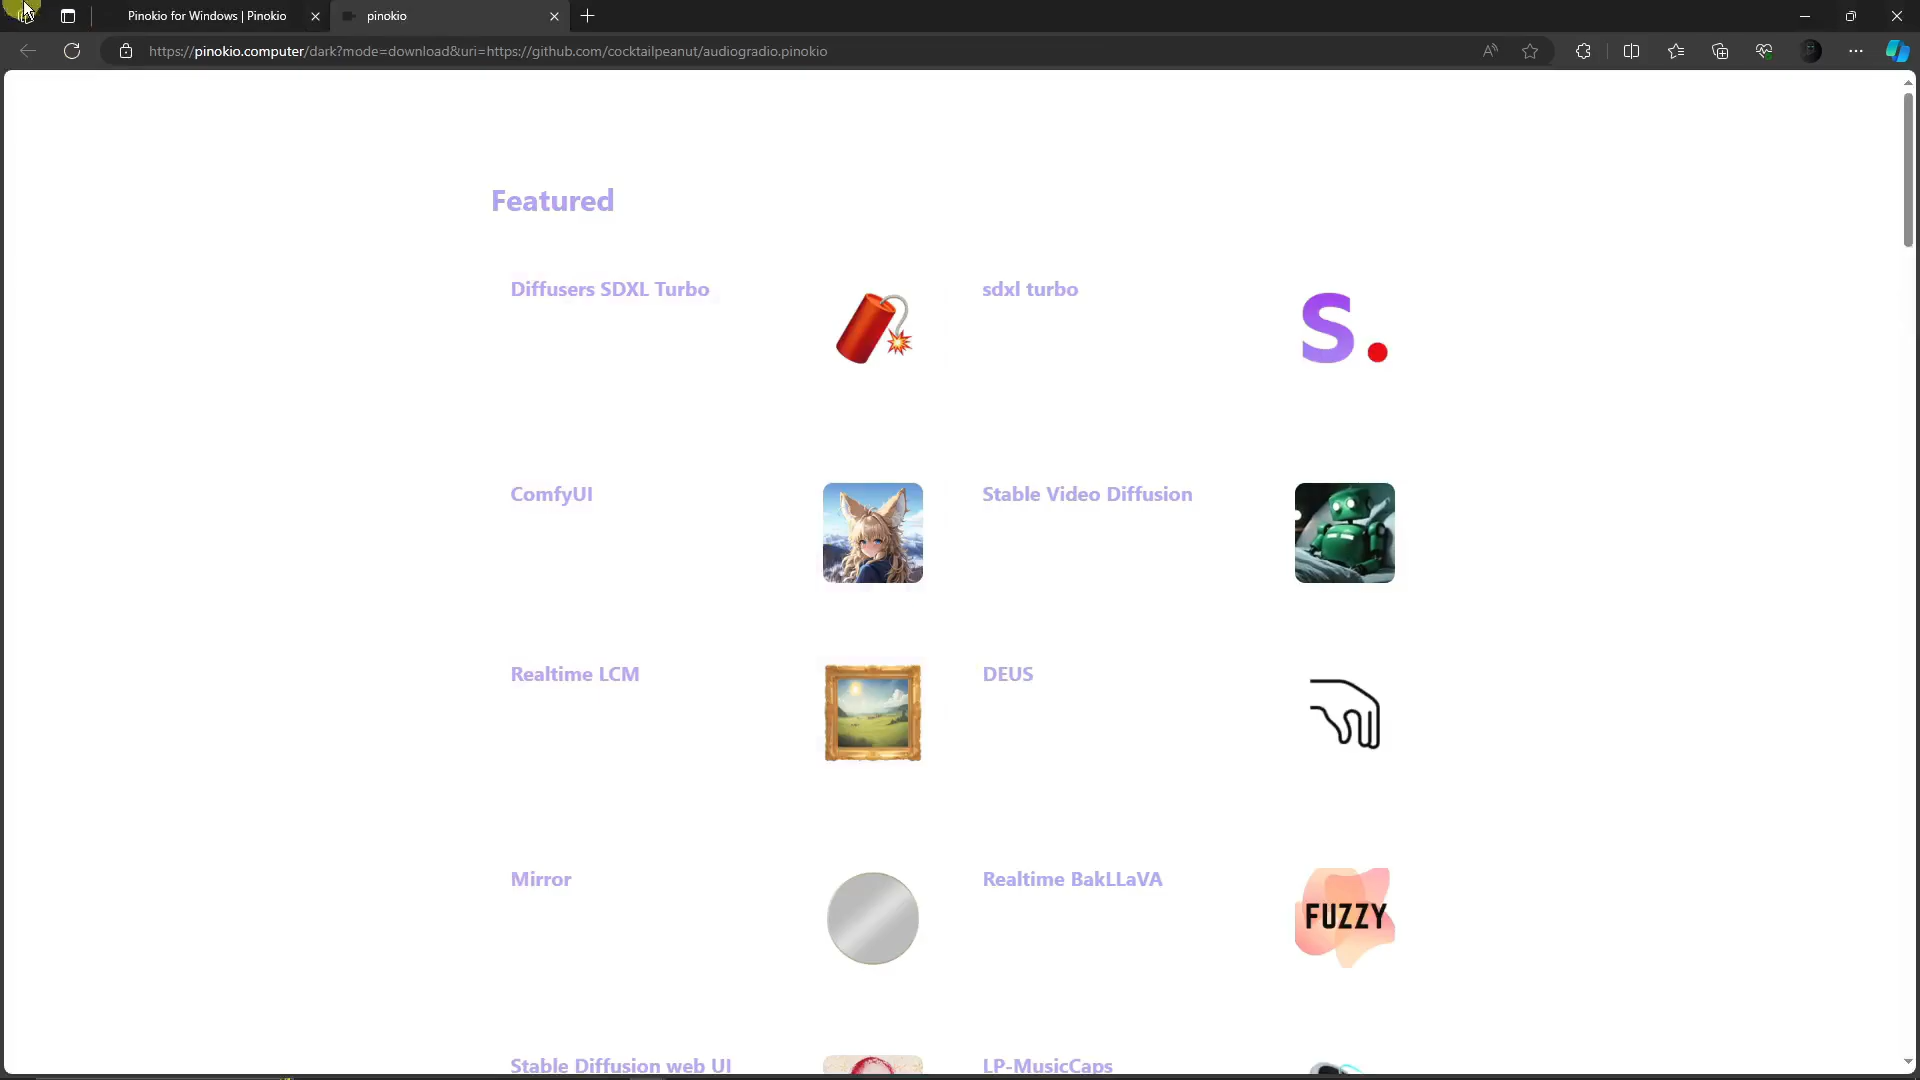 Pinokio for Windows | Pinokio
pinokio
https://pinokio.computer/dark?mode=download&uri=https://github.com/cocktailpeanut/audiogradio.pinokio
Featured
Diffusers SDXL Turbo
sdxl turbo
S.
ComfyUI
Stable Video Diffusion
Realtime LCM
DEUS
Mirror
Realtime BakLLaVA
FUZZY
Stable Diffusion web UI
LP-MusicCaps